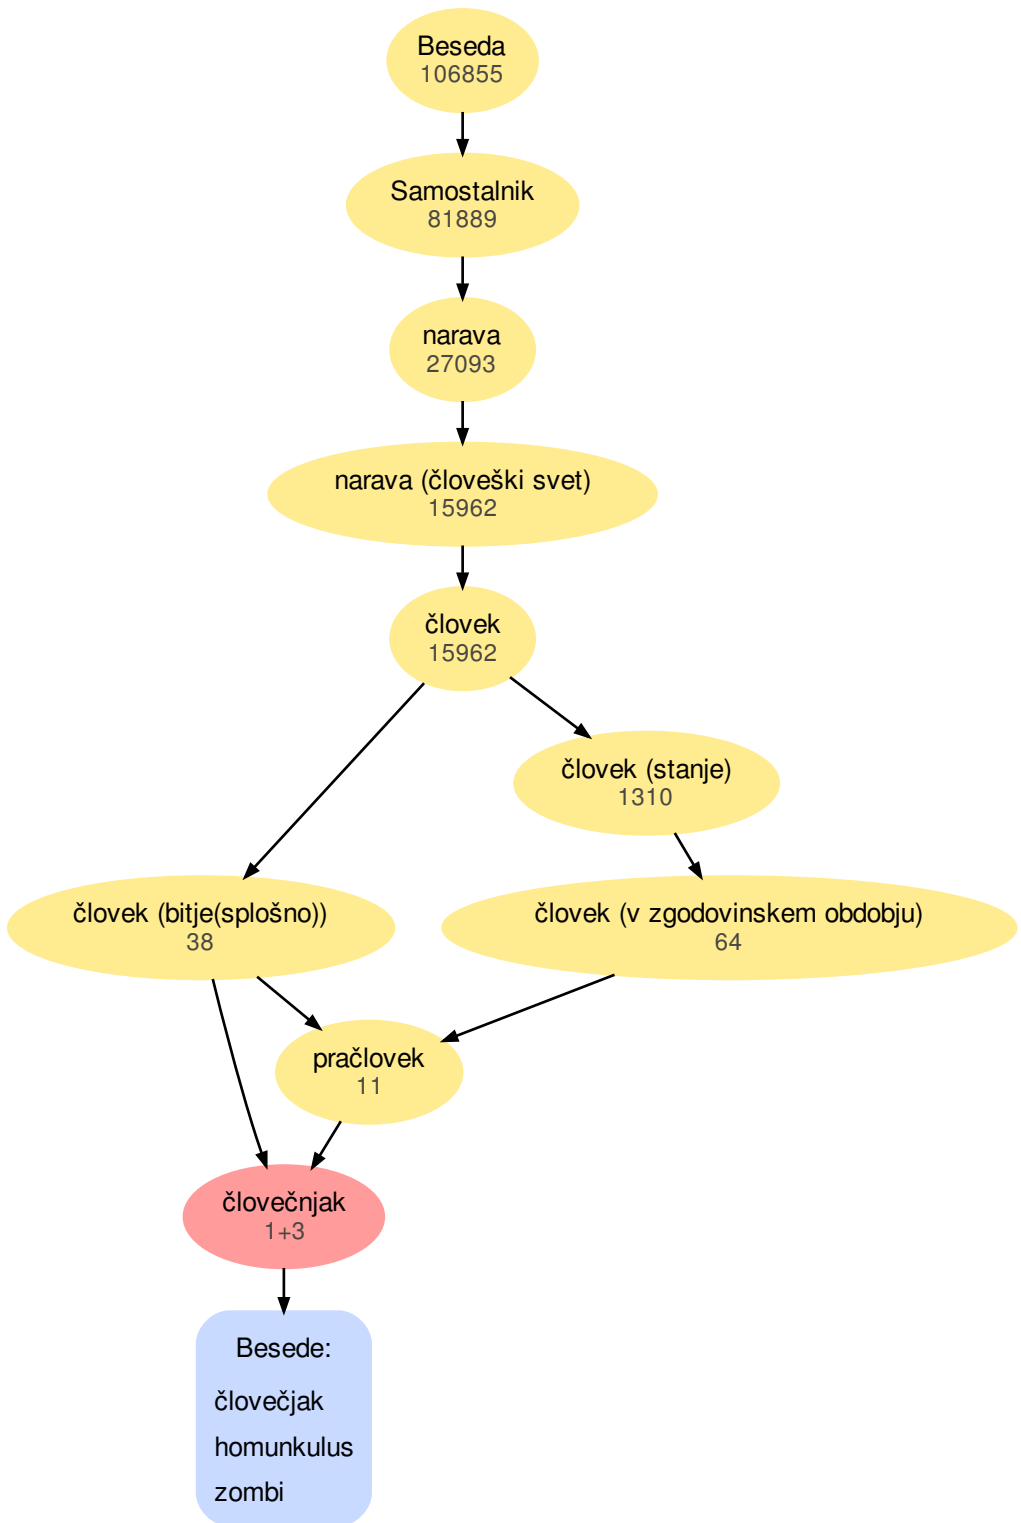 Beseda
106855
Samostalnik
81889
narava
27093
narava (človeški svet)
15962
človek
15962
človek (stanje)
1310
človek (bitje(splošno))
38
človek (v zgodovinskem obdobju)
64
pračlovek
11
človečnjak
1+3
Besede:
človečjak
homunkulus
zombi